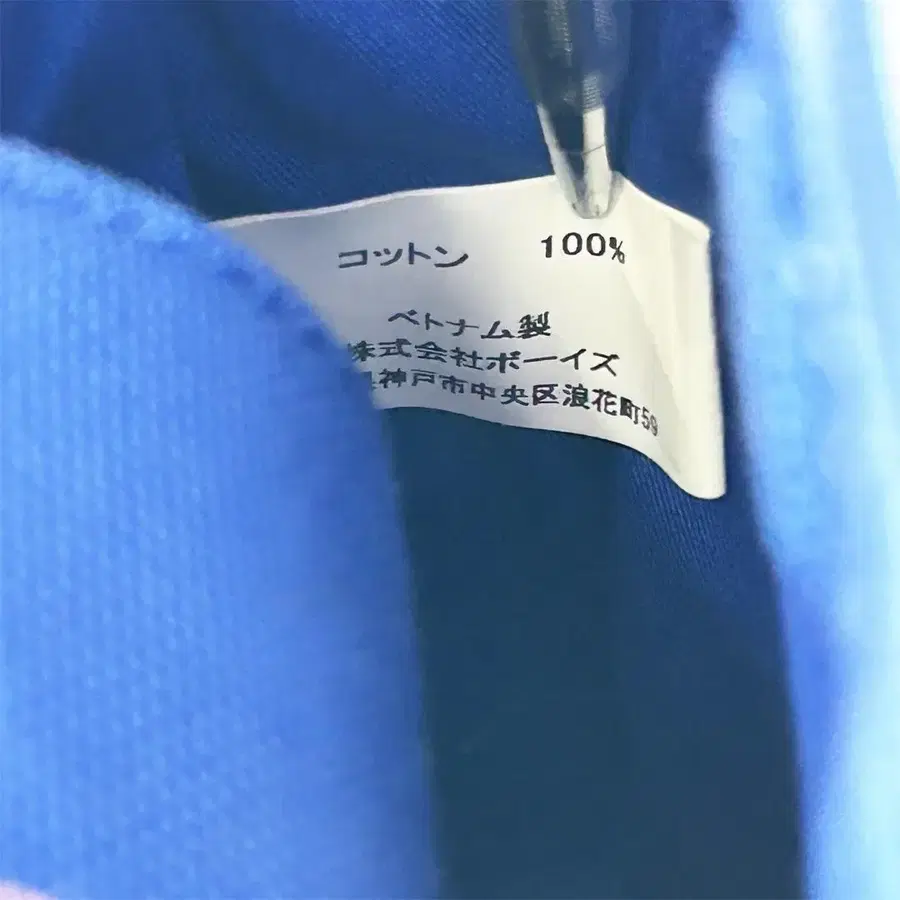 コットン 100%
ベトナム製
株式会社ボーイズ
県神戸市中央区浪花町59